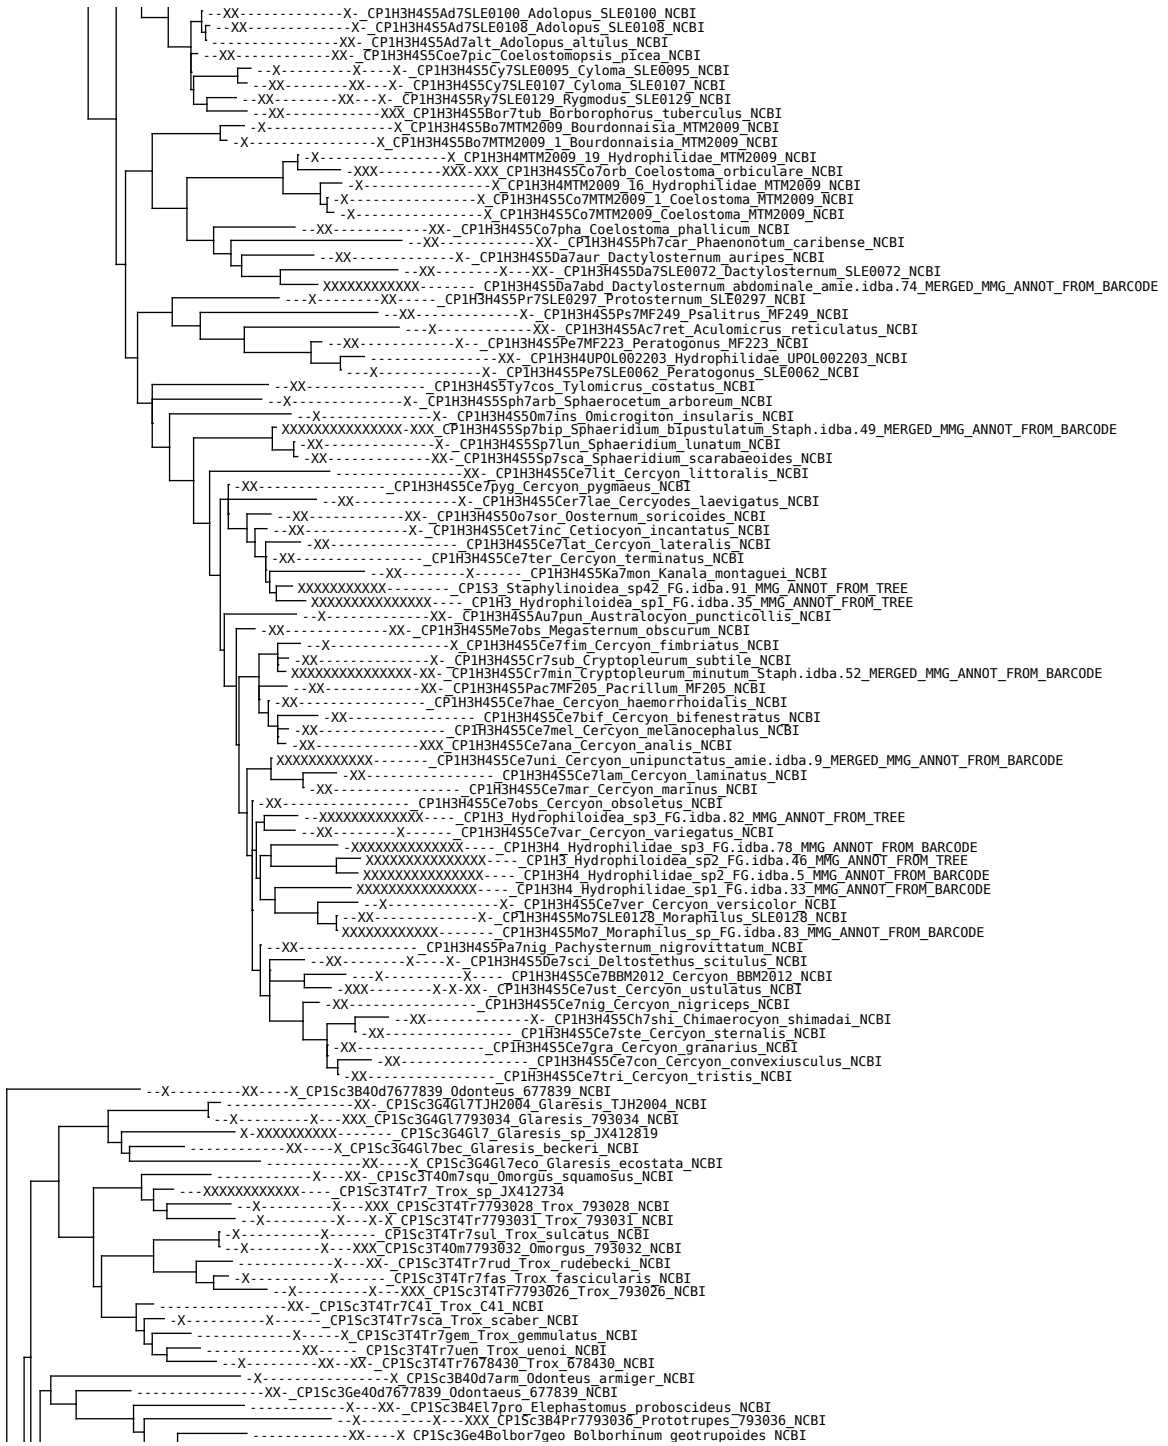 --XX-------------X-_CP1H3H4S5Ad7SLE0100_Adolopus_SLE0100_NCBI
--XX-------------X-_CP1H3H4S5Ad7SLE0108_Adolopus_SLE0108_NCBI
----------------XX-_CP1H3H4S5Ad7alt_Adolopus_altulus_NCBI
--XX------------XX-_CP1H3H4S5Coe7pic_Coelostomopsis_picea_NCBI
--X--------X----X-_CP1H3H4S5Cy7SLE0095_Cyloma_SLE0095_NCBI
--XX--------XX---X-_CP1H3H4S5Cy7SLE0107_Cyloma_SLE0107_NCBI
--XX--------XX---X-_CP1H3H4S5Ry7SLE0129_Rygmodus_SLE0129_NCBI
--XX------------XXX_CP1H3H4S5Bor7tub_Borborophorus_tuberculus_NCBI
-X----------------X_CP1H3H4S5Bo7MTM2009_Bourdonnaisia_MTM2009_NCBI
-X----------------X_CP1H3H4S5Bo7MTM2009_1_Bourdonnaisia_MTM2009_NCBI
-X----------------X_CP1H3H4MTM2009_19_Hydrophilidae_MTM2009_NCBI
-XXX--------XXX-XXX_CP1H3H4S5Co7orb_Coelostoma_orbiculare_NCBI
-X----------------X_CP1H3H4MTM2009_16_Hydrophilidae_MTM2009_NCBI
-X----------------X_CP1H3H4S5Co7MTM2009_1_Coelostoma_MTM2009_NCBI
-X----------------X_CP1H3H4S5Co7MTM2009_Coelostoma_MTM2009_NCBI
--XX------------XX-_CP1H3H4S5Co7pha_Coelostoma_phallicum_NCBI
--XX------------XX-_CP1H3H4S5Ph7car_Phaenonotum_caribense_NCBI
--XX-------------X-_CP1H3H4S5Da7aur_Dactylosternum_auripes_NCBI
--XX--------X---XX-_CP1H3H4S5Da7SLE0072_Dactylosternum_SLE0072_NCBI
XXXXXXXXXXXX-------_CP1H3H4S5Da7abd_Dactylosternum_abdominale_amie.idba.74_MERGED_MMG_ANNOT_FROM_BARCODE
---X--------XX-----_CP1H3H4S5Pr7SLE0297_Protosternum_SLE0297_NCBI
--XX-------------X-_CP1H3H4S5Ps7MF249_Psalitrus_MF249_NCBI
---X------------XX-_CP1H3H4S5Ac7ret_Aculomicrus_reticulatus_NCBI
--XX------------X--_CP1H3H4S5Pe7MF223_Peratogonus_MF223_NCBI
----------------XX-_CP1H3H4UPOL002203_Hydrophilidae_UPOL002203_NCBI
---X-------------X-_CP1H3H4S5Pe7SLE0062_Peratogonus_SLE0062_NCBI
--XX---------------_CP1H3H4S5Ty7cos_Tylomicrus_costatus_NCBI
--X--------------X-_CP1H3H4S5Sph7arb_Sphaerocetum_arboreum_NCBI
--X--------------X-_CP1H3H4S5Om7ins_Omicrogiton_insularis_NCBI
XXXXXXXXXXXXXXX-XXX_CP1H3H4S5Sp7bip_Sphaeridium_bipustulatum_Staph.idba.49_MERGED_MMG_ANNOT_FROM_BARCODE
-XX--------------X-_CP1H3H4S5Sp7lun_Sphaeridium_lunatum_NCBI
-XX-------------XX-_CP1H3H4S5Sp7sca_Sphaeridium_scarabaeoides_NCBI
----------------XX-_CP1H3H4S5Ce7lit_Cercyon_littoralis_NCBI
-XX----------------_CP1H3H4S5Ce7pyg_Cercyon_pygmaeus_NCBI
--XX-------------X-_CP1H3H4S5Cer7lae_Cercyodes_laevigatus_NCBI
--XX------------XX-_CP1H3H4S5Oo7sor_Oosternum_soricoides_NCBI
--XX-------------X-_CP1H3H4S5Cet7inc_Cetiocyon_incantatus_NCBI
-XX----------------_CP1H3H4S5Ce7lat_Cercyon_lateralis_NCBI
-XX----------------_CP1H3H4S5Ce7ter_Cercyon_terminatus_NCBI
--XX--------X------_CP1H3H4S5Ka7mon_Kanala_montaguei_NCBI
XXXXXXXXXXX--------_CP1S3_Staphylinoidea_sp42_FG.idba.91_MMG_ANNOT_FROM_TREE
XXXXXXXXXXXXXXX----_CP1H3_Hydrophiloidea_sp1_FG.idba.35_MMG_ANNOT_FROM_TREE
--X-------------XX-_CP1H3H4S5Au7pun_Australocyon_puncticollis_NCBI
-XX-------------XX-_CP1H3H4S5Me7obs_Megasternum_obscurum_NCBI
--X---------------X_CP1H3H4S5Ce7fim_Cercyon_fimbriatus_NCBI
-XX--------------X-_CP1H3H4S5Cr7sub_Cryptopleurum_subtile_NCBI
XXXXXXXXXXXXXXX-XX-_CP1H3H4S5Cr7min_Cryptopleurum_minutum_Staph.idba.52_MERGED_MMG_ANNOT_FROM_BARCODE
--XX------------XX-_CP1H3H4S5Pac7MF205_Pacrillum_MF205_NCBI
-XX----------------_CP1H3H4S5Ce7hae_Cercyon_haemorrhoidalis_NCBI
-XX----------------_CP1H3H4S5Ce7bif_Cercyon_bifenestratus_NCBI
-XX----------------_CP1H3H4S5Ce7mel_Cercyon_melanocephalus_NCBI
-XX-------------XXX_CP1H3H4S5Ce7ana_Cercyon_analis_NCBI
XXXXXXXXXXXX-------_CP1H3H4S5Ce7uni_Cercyon_unipunctatus_amie.idba.9_MERGED_MMG_ANNOT_FROM_BARCODE
-XX----------------_CP1H3H4S5Ce7lam_Cercyon_laminatus_NCBI
-XX----------------_CP1H3H4S5Ce7mar_Cercyon_marinus_NCBI
-XX----------------_CP1H3H4S5Ce7obs_Cercyon_obsoletus_NCBI
--XXXXXXXXXXXXX----_CP1H3_Hydrophiloidea_sp3_FG.idba.82_MMG_ANNOT_FROM_TREE
--XX--------X------_CP1H3H4S5Ce7var_Cercyon_variegatus_NCBI
-XXXXXXXXXXXXXX----_CP1H3H4_Hydrophilidae_sp3_FG.idba.78_MMG_ANNOT_FROM_BARCODE
XXXXXXXXXXXXXXX----_CP1H3_Hydrophiloidea_sp2_FG.idba.46_MMG_ANNOT_FROM_TREE
XXXXXXXXXXXXXXX----_CP1H3H4_Hydrophilidae_sp2_FG.idba.5_MMG_ANNOT_FROM_BARCODE
XXXXXXXXXXXXXXX----_CP1H3H4_Hydrophilidae_sp1_FG.idba.33_MMG_ANNOT_FROM_BARCODE
--X--------------X-_CP1H3H4S5Ce7ver_Cercyon_versicolor_NCBI
--XX-------------X-_CP1H3H4S5Mo7SLE0128_Moraphilus_SLE0128_NCBI
XXXXXXXXXXXX-------_CP1H3H4S5Mo7_Moraphilus_sp_FG.idba.83_MMG_ANNOT_FROM_BARCODE
--XX---------------_CP1H3H4S5Pa7nig_Pachysternum_nigrovittatum_NCBI
--XX--------X----X-_CP1H3H4S5De7sci_Deltostethus_scitulus_NCBI
---X----------X----_CP1H3H4S5Ce7BBM2012_Cercyon_BBM2012_NCBI
-XXX--------X-X-XX-_CP1H3H4S5Ce7ust_Cercyon_ustulatus_NCBI
-XX----------------_CP1H3H4S5Ce7nig_Cercyon_nigriceps_NCBI
--XX-------------X-_CP1H3H4S5Ch7shi_Chimaerocyon_shimadai_NCBI
-XX----------------_CP1H3H4S5Ce7ste_Cercyon_sternalis_NCBI
-XX----------------_CP1H3H4S5Ce7gra_Cercyon_granarius_NCBI
-XX----------------_CP1H3H4S5Ce7con_Cercyon_convexiusculus_NCBI
-XX----------------_CP1H3H4S5Ce7tri_Cercyon_tristis_NCBI
--X---------XX----X_CP1Sc3B4Od7677839_Odonteus_677839_NCBI
----------------XX-_CP1Sc3G4Gl7TJH2004_Glaresis_TJH2004_NCBI
--X---------X---XXX_CP1Sc3G4Gl7793034_Glaresis_793034_NCBI
X-XXXXXXXXXX-------_CP1Sc3G4Gl7_Glaresis_sp_JX412819
------------XX----X_CP1Sc3G4Gl7bec_Glaresis_beckeri_NCBI
------------XX----X_CP1Sc3G4Gl7eco_Glaresis_ecostata_NCBI
------------X---XX-_CP1Sc3T4Om7squ_Omorgus_squamosus_NCBI
---XXXXXXXXXXXX----_CP1Sc3T4Tr7_Trox_sp_JX412734
--X---------X---XXX_CP1Sc3T4Tr7793028_Trox_793028_NCBI
--X---------X---X-X_CP1Sc3T4Tr7793031_Trox_793031_NCBI
-X----------X------_CP1Sc3T4Tr7sul_Trox_sulcatus_NCBI
--X---------X---XXX_CP1Sc3T4Om7793032_Omorgus_793032_NCBI
------------X---XX-_CP1Sc3T4Tr7rud_Trox_rudebecki_NCBI
-X----------X------_CP1Sc3T4Tr7fas_Trox_fascicularis_NCBI
--X---------X---XXX_CP1Sc3T4Tr7793026_Trox_793026_NCBI
----------------XX-_CP1Sc3T4Tr7C41_Trox_C41_NCBI
-X----------X------_CP1Sc3T4Tr7sca_Trox_scaber_NCBI
------------X-----X_CP1Sc3T4Tr7gem_Trox_gemmulatus_NCBI
------------XX-----_CP1Sc3T4Tr7uen_Trox_uenoi_NCBI
--X---------XX--XX-_CP1Sc3T4Tr7678430_Trox_678430_NCBI
-X----------------X_CP1Sc3B4Od7arm_Odonteus_armiger_NCBI
----------------XX-_CP1Sc3Ge4Od7677839_Odontaeus_677839_NCBI
------------X---XX-_CP1Sc3B4El7pro_Elephastomus_proboscideus_NCBI
--X---------X---XXX_CP1Sc3B4Pr7793036_Prototrupes_793036_NCBI
------------XX----X_CP1Sc3Ge4Bolbor7geo_Bolborhinum_geotrupoides_NCBI